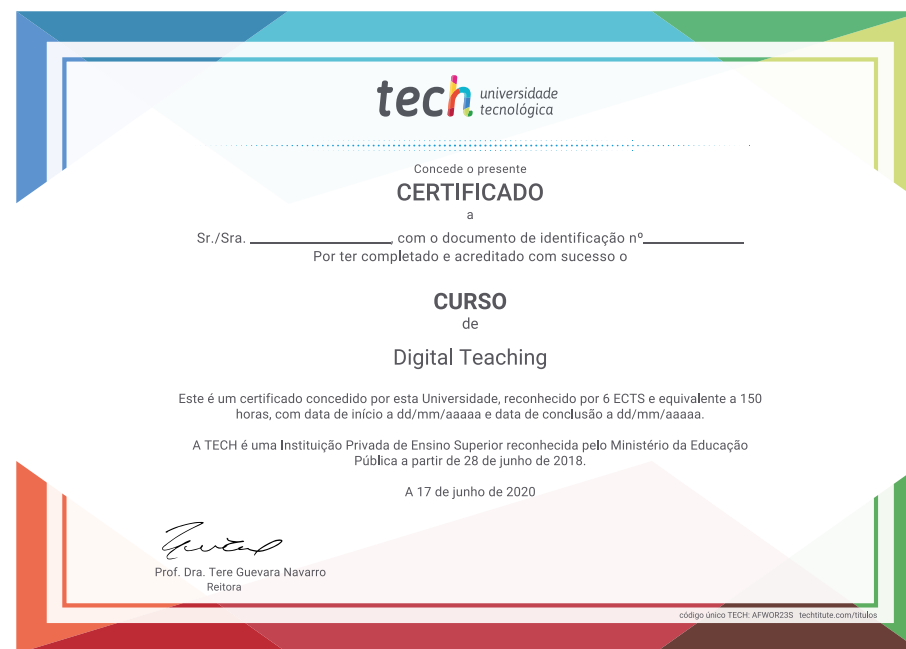 tech universidade
tecnológica
Concede o presente
CERTIFICADO
a
Sr./Sra. _________________, com o documento de identificação nº____________
Por ter completado e acreditado com sucesso o
CURSO
de
Digital Teaching
Este é um certificado concedido por esta Universidade, reconhecido por 6 ECTS e equivalente a 150
horas, com data de início a dd/mm/aaaaa e data de conclusão a dd/mm/aaaaa.
A TECH é uma Instituição Privada de Ensino Superior reconhecida pelo Ministério da Educação
Pública a partir de 28 de junho de 2018.
A 17 de junho de 2020
Prof. Dra. Tere Guevara Navarro
Reitora
código único TECH: AFWOR23S techtitute.com/titulos